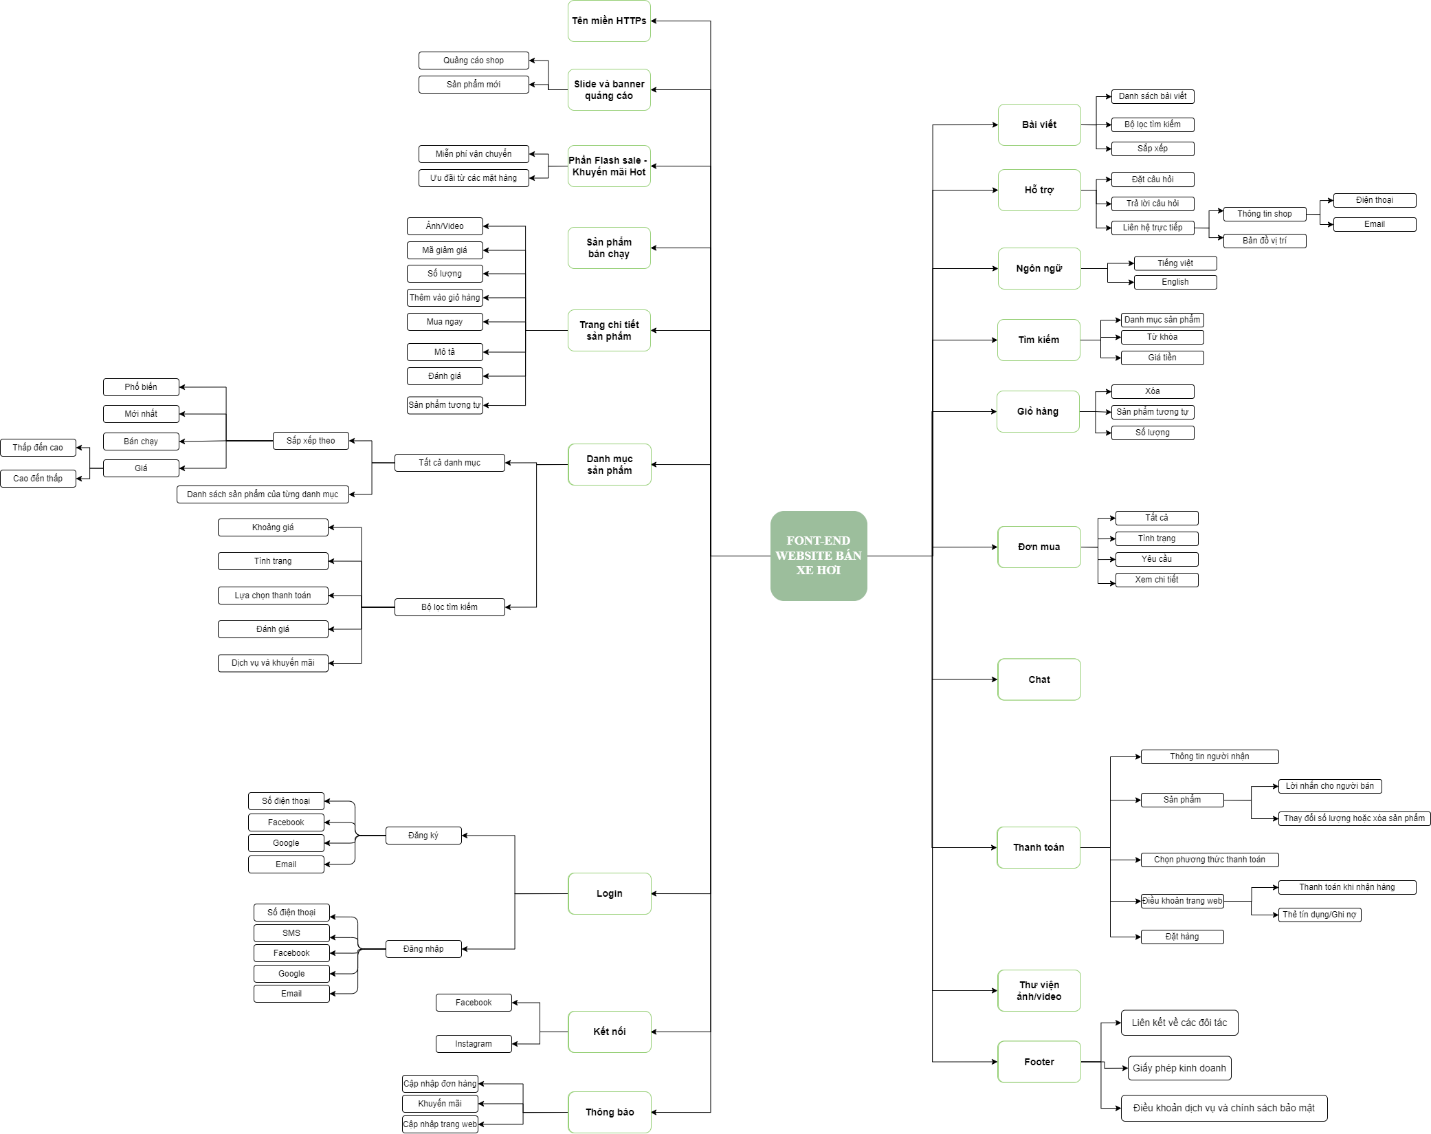 FONT-END
WEBSITE BÁN
XE HƠI
Tên miền HTTPs
Slide và banner
quảng cáo
Quảng cáo shop
Sản phẩm mới
Phần Flash sale -
Khuyến mãi Hot
Miễn phí vận chuyển
Ưu đãi từ các mặt hàng
Sản phẩm
bán chạy
Trang chi tiết
sản phẩm
Ảnh/Video
Mã giảm giá
Số lượng
Thêm vào giỏ hàng
Mua ngay
Mô tả
Đánh giá
Sản phẩm tương tự
Danh mục
sản phẩm
Tất cả danh mục
Sắp xếp theo
Phổ biến
Mới nhất
Bán chạy
Giá
Thấp đến cao
Cao đến thấp
Danh sách sản phẩm của từng danh mục
Bộ lọc tìm kiếm
Khoảng giá
Tình trạng
Lựa chọn thanh toán
Đánh giá
Dịch vụ và khuyến mãi
Login
Đăng ký
Số điện thoại
Facebook
Google
Email
Đăng nhập
Số điện thoại
SMS
Facebook
Google
Email
Kết nối
Facebook
Instagram
Thông báo
Cập nhập đơn hàng
Khuyến mãi
Cập nhập trang web
Bài viết
Danh sách bài viết
Bộ lọc tìm kiếm
Sắp xếp
Hỗ trợ
Đặt câu hỏi
Trả lời câu hỏi
Liên hệ trực tiếp
Thông tin shop
Điện thoại
Email
Bản đồ vị trí
Ngôn ngữ
Tiếng việt
English
Tìm kiếm
Danh mục sản phẩm
Từ khóa
Giá tiền
Giỏ hàng
Xóa
Sản phẩm tương tự
Số lượng
Đơn mua
Tất cả
Tình trạng
Yêu cầu
Xem chi tiết
Chat
Thanh toán
Thông tin người nhận
Sản phẩm
Lời nhắn cho người bán
Thay đổi số lượng hoặc xóa sản phẩm
Chọn phương thức thanh toán
Điều khoản trang web
Thanh toán khi nhận hàng
Thẻ tín dụng/Ghi nợ
Đặt hàng
Thư viện
ảnh/video
Footer
Liên kết về các đối tác
Giấy phép kinh doanh
Điều khoản dịch vụ và chính sách bảo mật